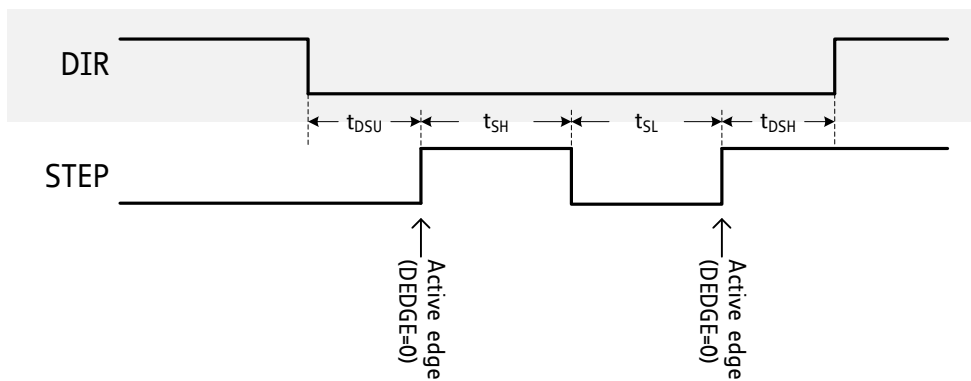 DIR
tDSU
tSH
tSL
tDSH
STEP
Active edge
(DEDGE=0)
Active edge
(DEDGE=0)